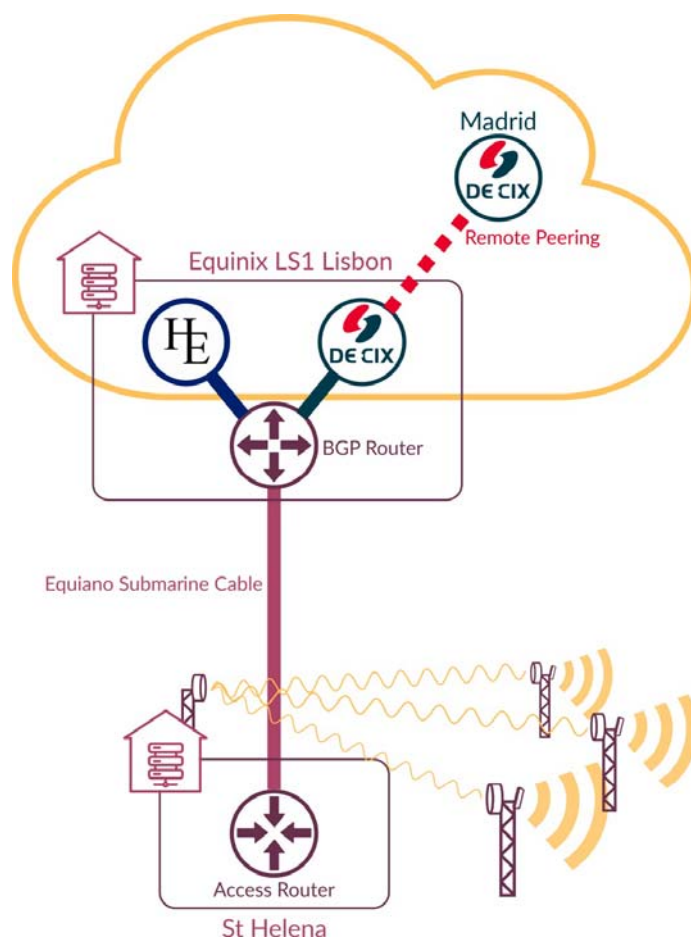 Madrid
DE CIX
Remote Peering
Equinix LS1 Lisbon
HE
DE CIX
BGP Router
Equiano Submarine Cable
Access Router
St Helena